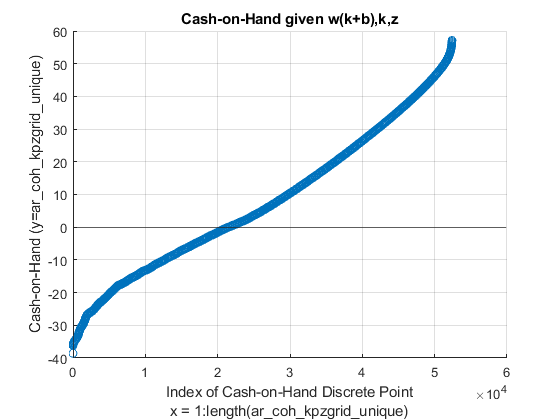 Cash-on-Hand given w(k+b),k,z
Cash-on-Hand (y=ar_coh_kpzgrid_unique)
60
50
40
30
20
10
0
-10
-20
-30
-40
0 1 2 3 4 5 6
×10^4
Index of Cash-on-Hand Discrete Point
x = 1:length(ar_coh_kpzgrid_unique)